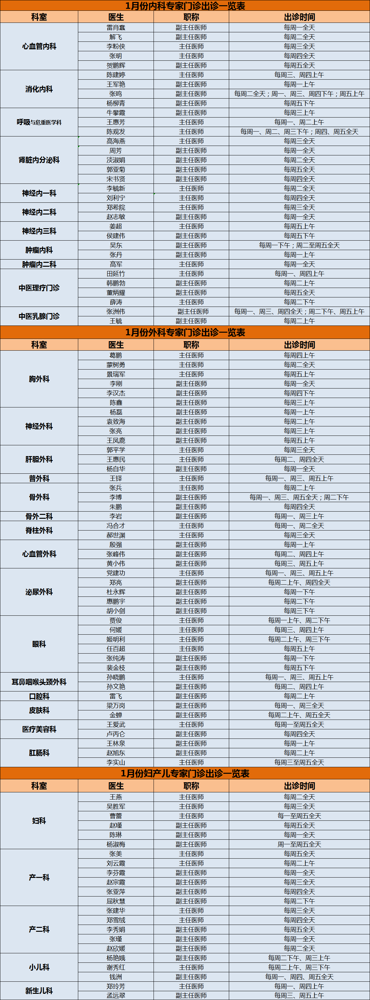 1月份内科专家门诊出诊一览表
科室 医生 职称 出诊时间
心血管内科 雷肖蠢 副主任医师 每周一全天
解飞 副主任医师 每周二全天
李粉侠 主任医师 每周三全天
张明 主任医师 每周四全天
贺鹏辉 副主任医师 每周五全天
消化内科 陈建婷 主任医师 每周三、周四上午
王军艳 副主任医师 每周一上午
张鸣 副主任医师 每周二全天；周一、周三、周四下午；周五上午
杨柳青 副主任医师 每周五下午
呼吸与危重医学科 牛攀霞 副主任医师 每周三上午
王惠芳 主任医师 每周一、周二上午
陈观发 主任医师 每周一、周二、周三下午；周四、周五全天
肾脏内分泌科 高海燕 主任医师 每周三全天
周芳 副主任医师 每周一全天
淡淑娟 副主任医师 每周二全天
郭亚菊 副主任医师 每周五全天
宋书贤 副主任医师 每周四全天
神经内一科 李毓新 主任医师 每周二全天
刘利宁 主任医师 每周四全天
神经内二科 郑希院 主任医师 每周三全天
赵志敏 副主任医师 每周一全天
神经内三科 姜超 主任医师 每周五上午
侯建伟 副主任医师 每周五下午
肿瘤内科 吴东 副主任医师 每周一下午；周二至周五全天
张丹 副主任医师 每周一上午
肿瘤内二科 高军 主任医师 每周一全天
中医理疗门诊 田延竹 主任医师 每周一、周四上午
韩鹏勃 副主任医师 每周二上午
董炳耀 副主任医师 每周五全天
薛涛 主任医师 每周二下午
中医乳腺门诊 张洲伟 副主任医师 每周一、周三、周四全天；周二下午、周五上午
王毓 副主任医师 每周二上午
1月份外科专家门诊出诊一览表
科室 医生 职称 出诊时间
胸外科 葛鹏 主任医师 每周四上午
蒙树勇 主任医师 每周二全天
景瑞军 主任医师 每周五上午
李刚 副主任医师 每周一全天
李汉杰 副主任医师 每周四下午
陈鑫 副主任医师 每周三上午
神经外科 杨磊 副主任医师 每周一上午
袁致海 副主任医师 每周二上午
张亮 副主任医师 每周三上午
王凤鹿 副主任医师 每周五上午
肝胆外科 郭平学 主任医师 每周三全天
王惠民 主任医师 每周二、周四全天
杨自华 副主任医师 每周一全天
普外科 王铎 主任医师 每周一、周三、周五上午
骨外科 张兵 主任医师 每周二上午
李博 副主任医师 每周一、周三、周五全天；周二下午
朱鹏 副主任医师 每周四全天
骨外二科 李岩 副主任医师 每周一、周三上午
脊柱外科 冯合才 主任医师 每周一、周二全天
郝世渊 主任医师 每周三全天
心血管外科 殷强 副主任医师 每周一上午
张峰伟 副主任医师 每周二、周四上午
黄小伟 副主任医师 每周三、周五上午
泌尿外科 党建功 主任医师 每周一、周三、周五上午
郑亮 副主任医师 每周二上午、周四全天
杜永辉 副主任医师 每周一下午
惠鹏宇 副主任医师 每周二下午
胡小剑 副主任医师 每周三下午
眼科 贾俊 主任医师 每周一上午、周二下午
何媛 主任医师 每周三、周四上午
姬明利 主任医师 每周二上午、周三下午
任百超 主任医师 每周五上午
张纯涛 副主任医师 每周一下午
裴金枝 副主任医师 每周五下午
耳鼻咽喉头颈外科 孙晓鹏 主任医师 每周一、周三、周五上午
孙文艳 副主任医师 每周二、周四上午
口腔科 雷飞 副主任医师 每周二上午
皮肤科 梁万岗 副主任医师 每周一、周三全天
金蝉 副主任医师 每周二上午、周五全天
医疗美容科 王爱武 主任医师 每周一至周五全天
卢丙仑 副主任医师 每周四全天
肛肠科 王林泉 副主任医师 每周一上午
赵旭东 副主任医师 每周二上午
李实山 主任医师 每周三至周五全天
1月份妇产儿专家门诊出诊一览表
科室 医生 职称 出诊时间
妇科 王燕 主任医师 每周二全天
吴胜军 主任医师 每周三全天
曹蕾 主任医师 每一至周五全天
赵瑾 副主任医师 每周五全天
陈琳 副主任医师 每周一全天
杨淑梅 副主任医师 周一至周五全天
产一科 张美 主任医师 每周五全天
刘云霞 主任医师 每周二上午
李芬霞 副主任医师 每周一全天
赵宗霞 副主任医师 每周三全天
张亚萍 副主任医师 每周四全天
屈秋慧 副主任医师 每周二下午
产二科 张建华 主任医师 每周三全天
郑雪绒 主任医师 每周四全天
李秀娟 副主任医师 每周五全天
张瑾 副主任医师 每周一全天
赵欣媛 副主任医师 每周二全天
小儿科 杨艳娥 副主任医师 每周二下午、周三上午
谢秀红 主任医师 每周二上午、周三下午
钱洲 副主任医师 每周一、周四、周五全天
新生儿科 郑玲芳 主任医师 每周一、周四上午
孟远翠 副主任医师 每周三、周五上午